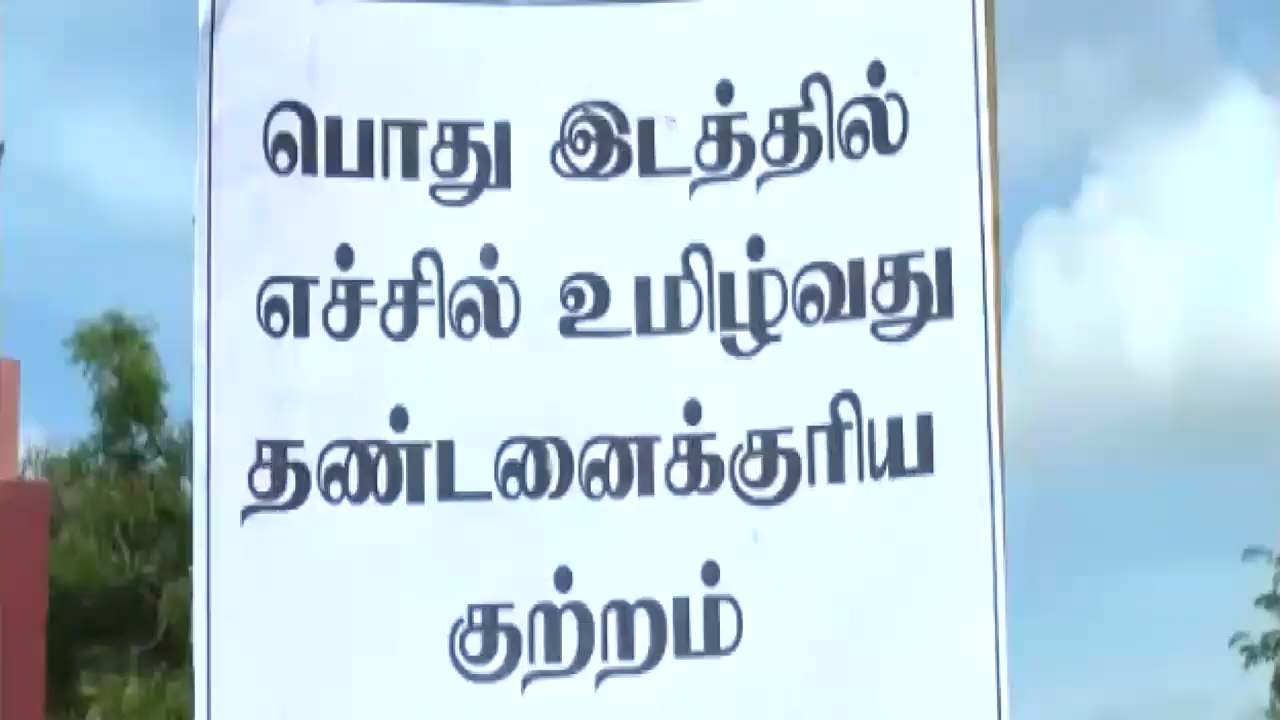 பொது இடத்தில்
எச்சில் உமிழ்வது
தண்டனைக்குரிய
குற்றம்